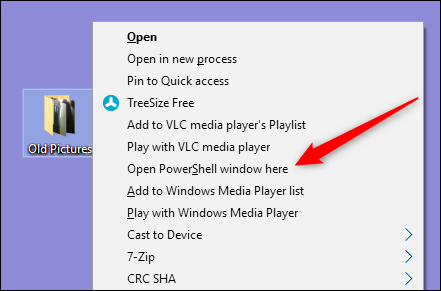 Open
Open in new process
Pin to Quick access
TreeSize Free
Add to VLC media player's Playlist
Play with VLC media player
Old Pictures
Open PowerShell window here
Add to Windows Media Player list
Play with Windows Media Player
Cast to Device
7-Zip
CRC SHA